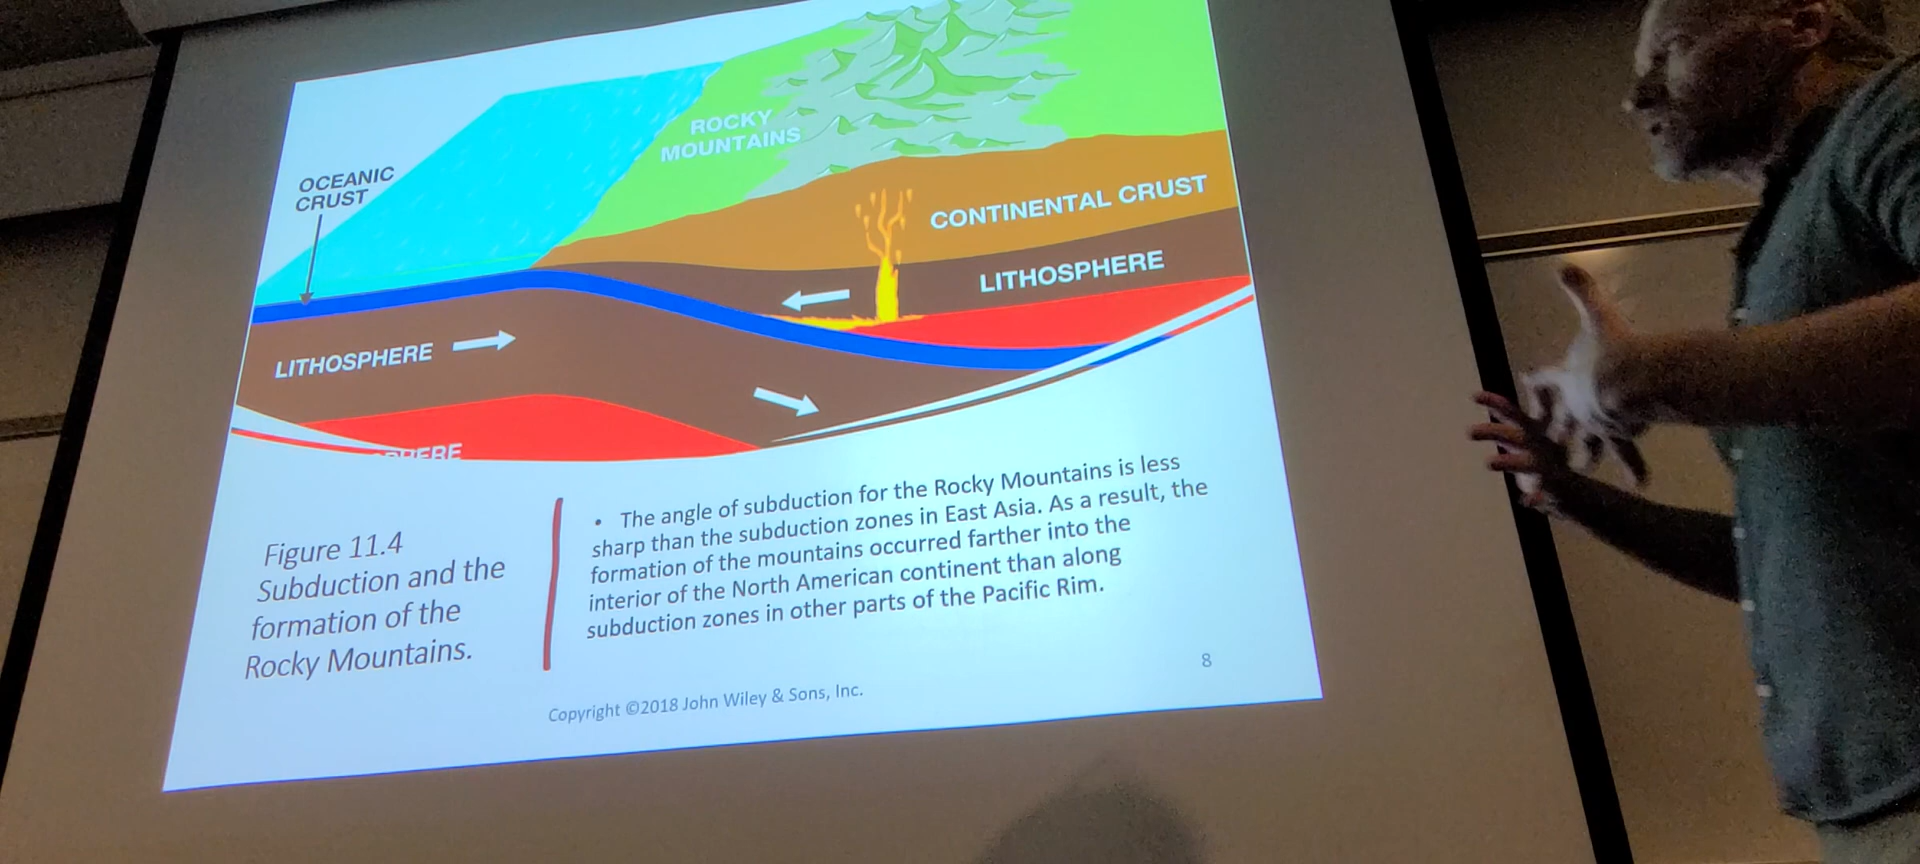 ROCKY
MOUNTAINS
OCEANIC
CRUST
CONTINENTAL CRUST
LITHOSPHERE
LITHOSPHERE
Figure 11.4
Subduction and the
formation of the
Rocky Mountains.
• The angle of subduction for the Rocky Mountains is less
sharp than the subduction zones in East Asia. As a result, the
formation of the mountains occurred farther into the
interior of the North American continent than along
subduction zones in other parts of the Pacific Rim.
8
Copyright ©2018 John Wiley & Sons, Inc.